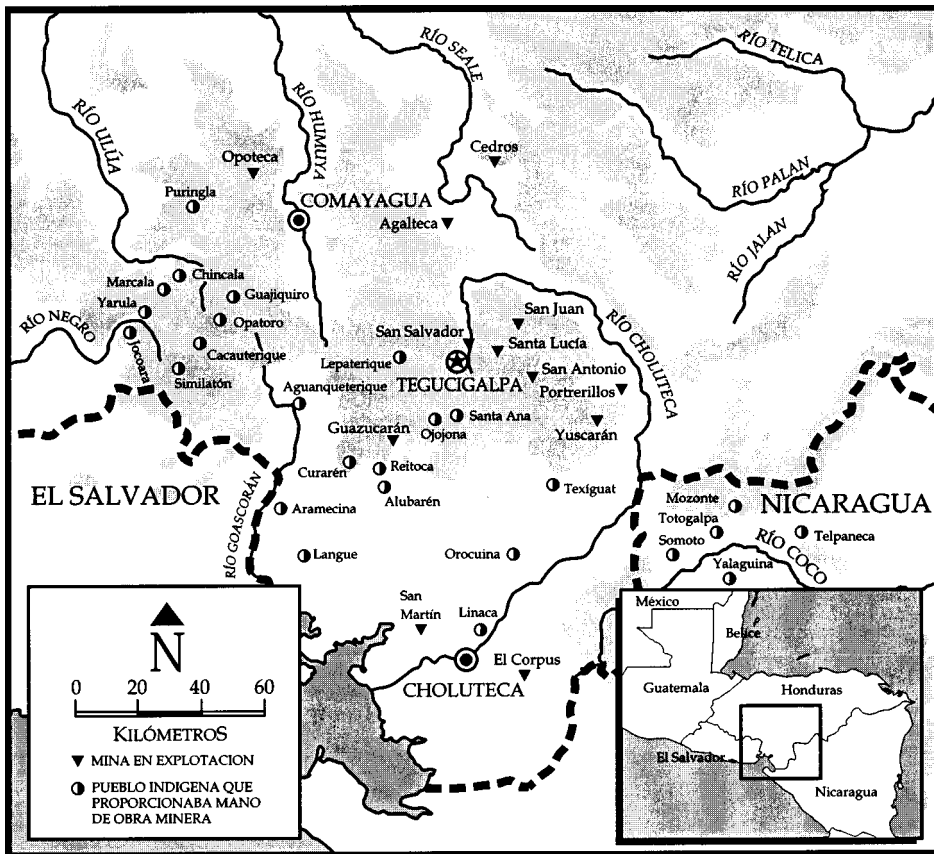 RÍO TELICA
RÍO SEALE
RÍO HUMUYA
RÍO ULÚA
Cedros
Opoteca
RÍO PALAN
Puringla
COMAYAGUA
Agalteca
RÍO JALAN
Chincala
Marcala
Guajiquiro
Yarula
San Juan
RÍO NEGRO
Opatoro
San Salvador
RÍO CHOLUTECA
Jocoara
Cacauterique
Santa Lucía
Lepaterique
Similatón
San Antonio
Aguanqueterique
TEGUCIGALPA
Portrerillos
Santa Ana
Guazucarán
Ojojona
Yuscarán
Curarén
Reitoca
EL SALVADOR
Alubarén
Texíguat
Mozonte
NICARAGUA
Aramecina
RÍO GOASCORÁN
Totogalpa
Telpaneca
Somoto
RÍO COCO
Langue
Orocuina
Yalaguina
San
Martín
Linaca
El Corpus
CHOLUTECA
N
0 20 40 60
KILÓMETROS
MINA EN EXPLOTACION
PUEBLO INDIGENA QUE
PROPORCIONABA MANO
DE OBRA MINERA
México
Belice
Guatemala
Honduras
El Salvador
Nicaragua